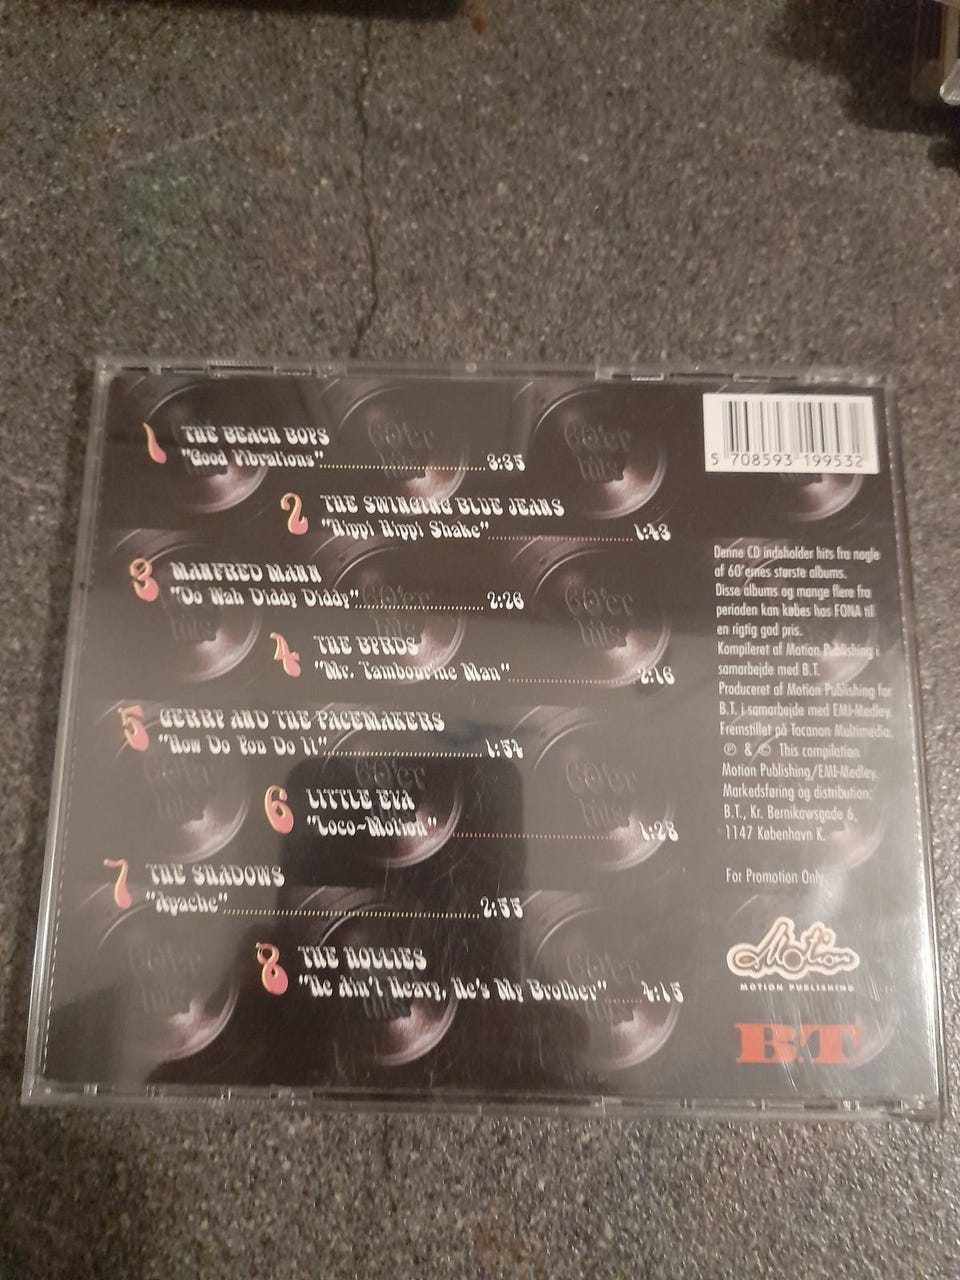 1 THE BEACH BOYS
"Good Vibrations" 3:35
2 THE SWINGING BLUE JEANS
"Hippi Hippi Shake" 1:43
3 MANFRED MANN
"Do Wah Diddy Diddy" 2:26
4 THE BYRDS
"Mr. Tambourine Man" 2:16
5 GERRY AND THE PACEMAKERS
"How Do You Do It" 1:54
6 LITTLE EVA
"Loco-Motion" 1:28
7 THE SHADOWS
"Apache" 2:55
8 THE HOLLIES
"He Ain't Heavy, He's My Brother" 4:15
5 708593 199532
Denne CD indeholder hits fra nogle
af 60'ernes største albums.
Disse albums og mange flere fra
perioden kan købes hos FONA til
en rigtig god pris.
Kompileret af Motion Publishing i
samarbejde med B.T.
Produceret af Motion Publishing for
B.T. i samarbejde med EMI-Medley.
Fremstillet på Tocano Multimedia.
℗ & © This compilation
Motion Publishing/EMI-Medley.
Markedsføring og distribution:
B.T., Kr. Bernikowsgade 6,
1147 København K.
For Promotion Only
Motion
MOTION PUBLISHING
B.T
60'er
hits